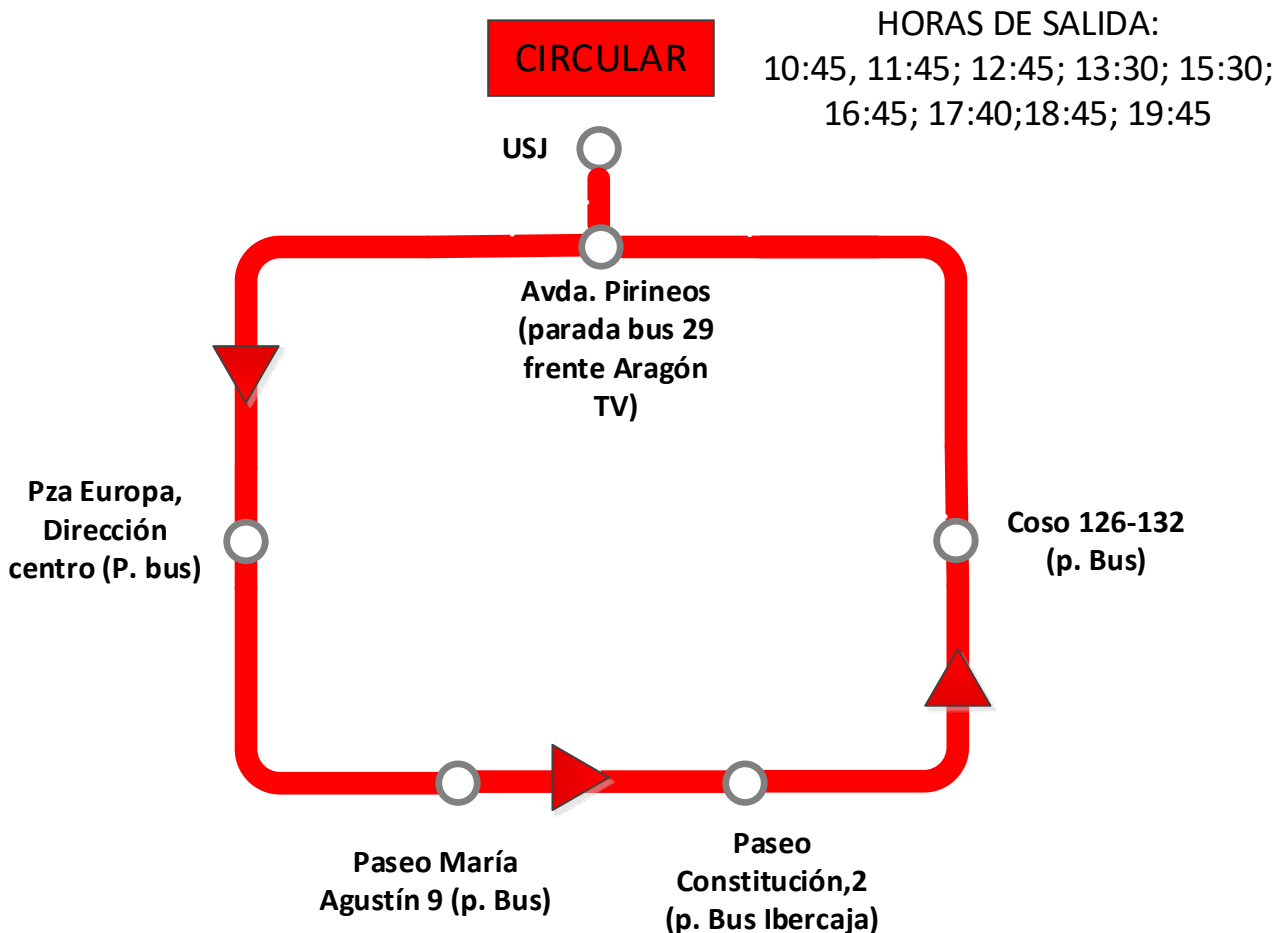 CIRCULAR
HORAS DE SALIDA:
10:45, 11:45; 12:45; 13:30; 15:30;
16:45; 17:40;18:45; 19:45
USJ
Avda. Pirineos
(parada bus 29
frente Aragón
TV)
Pza Europa,
Dirección
centro (P. bus)
Coso 126-132
(p. Bus)
Paseo María
Agustín 9 (p. Bus)
Paseo
Constitución,2
(p. Bus Ibercaja)